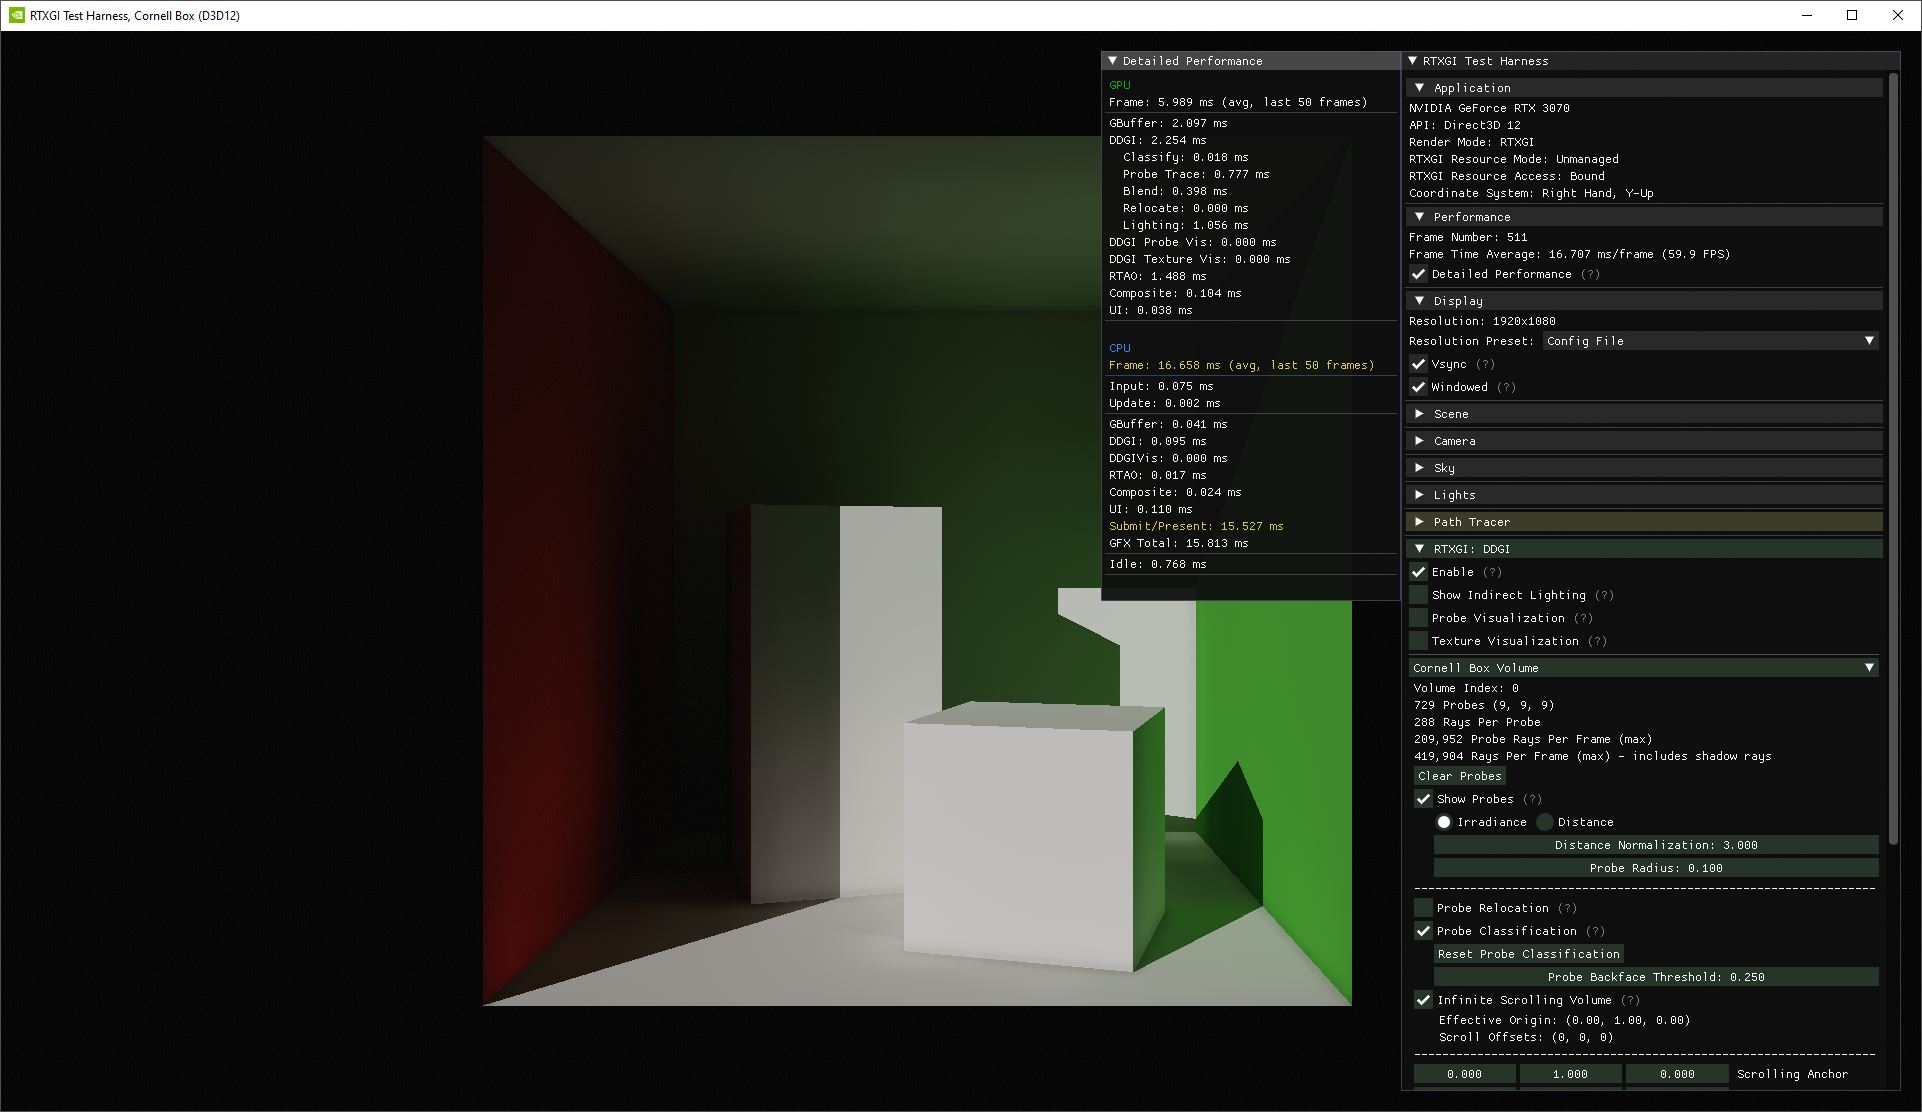 RTXGI Test Harness, Cornell Box (D3D12)
Detailed Performance
GPU
Frame: 5.989 ms (avg, last 50 frames)
GBuffer: 2.097 ms
DDGI: 2.254 ms
Classify: 0.018 ms
Probe Trace: 0.777 ms
Blend: 0.398 ms
Relocate: 0.000 ms
Lighting: 1.056 ms
DDGI Probe Vis: 0.000 ms
DDGI Texture Vis: 0.000 ms
RTAO: 1.488 ms
Composite: 0.104 ms
UI: 0.038 ms
CPU
Frame: 16.658 ms (avg, last 50 frames)
Input: 0.075 ms
Update: 0.002 ms
GBuffer: 0.041 ms
DDGI: 0.095 ms
DDGIVis: 0.000 ms
RTAO: 0.017 ms
Composite: 0.024 ms
UI: 0.110 ms
Submit/Present: 15.527 ms
GFX Total: 15.813 ms
Idle: 0.768 ms
RTXGI Test Harness
Application
NVIDIA GeForce RTX 3070
API: Direct3D 12
Render Mode: RTXGI
RTXGI Resource Mode: Unmanaged
RTXGI Resource Access: Bound
Coordinate System: Right Hand, Y-Up
Performance
Frame Number: 511
Frame Time Average: 16.707 ms/frame (59.9 FPS)
Detailed Performance (?)
Display
Resolution: 1920x1080
Resolution Preset: Config File
Vsync (?)
Windowed (?)
Scene
Camera
Sky
Lights
Path Tracer
RTXGI: DDGI
Enable (?)
Show Indirect Lighting (?)
Probe Visualization (?)
Texture Visualization (?)
Cornell Box Volume
Volume Index: 0
729 Probes (9, 9, 9)
288 Rays Per Probe
209,952 Probe Rays Per Frame (max)
419,904 Rays Per Frame (max) - includes shadow rays
Clear Probes
Show Probes (?)
Irradiance Distance
Distance Normalization: 3.000
Probe Radius: 0.100
Probe Relocation (?)
Probe Classification (?)
Reset Probe Classification
Probe Backface Threshold: 0.250
Infinite Scrolling Volume (?)
Effective Origin: (0.00, 1.00, 0.00)
Scroll Offsets: (0, 0, 0)
0.000 1.000 0.000 Scrolling Anchor